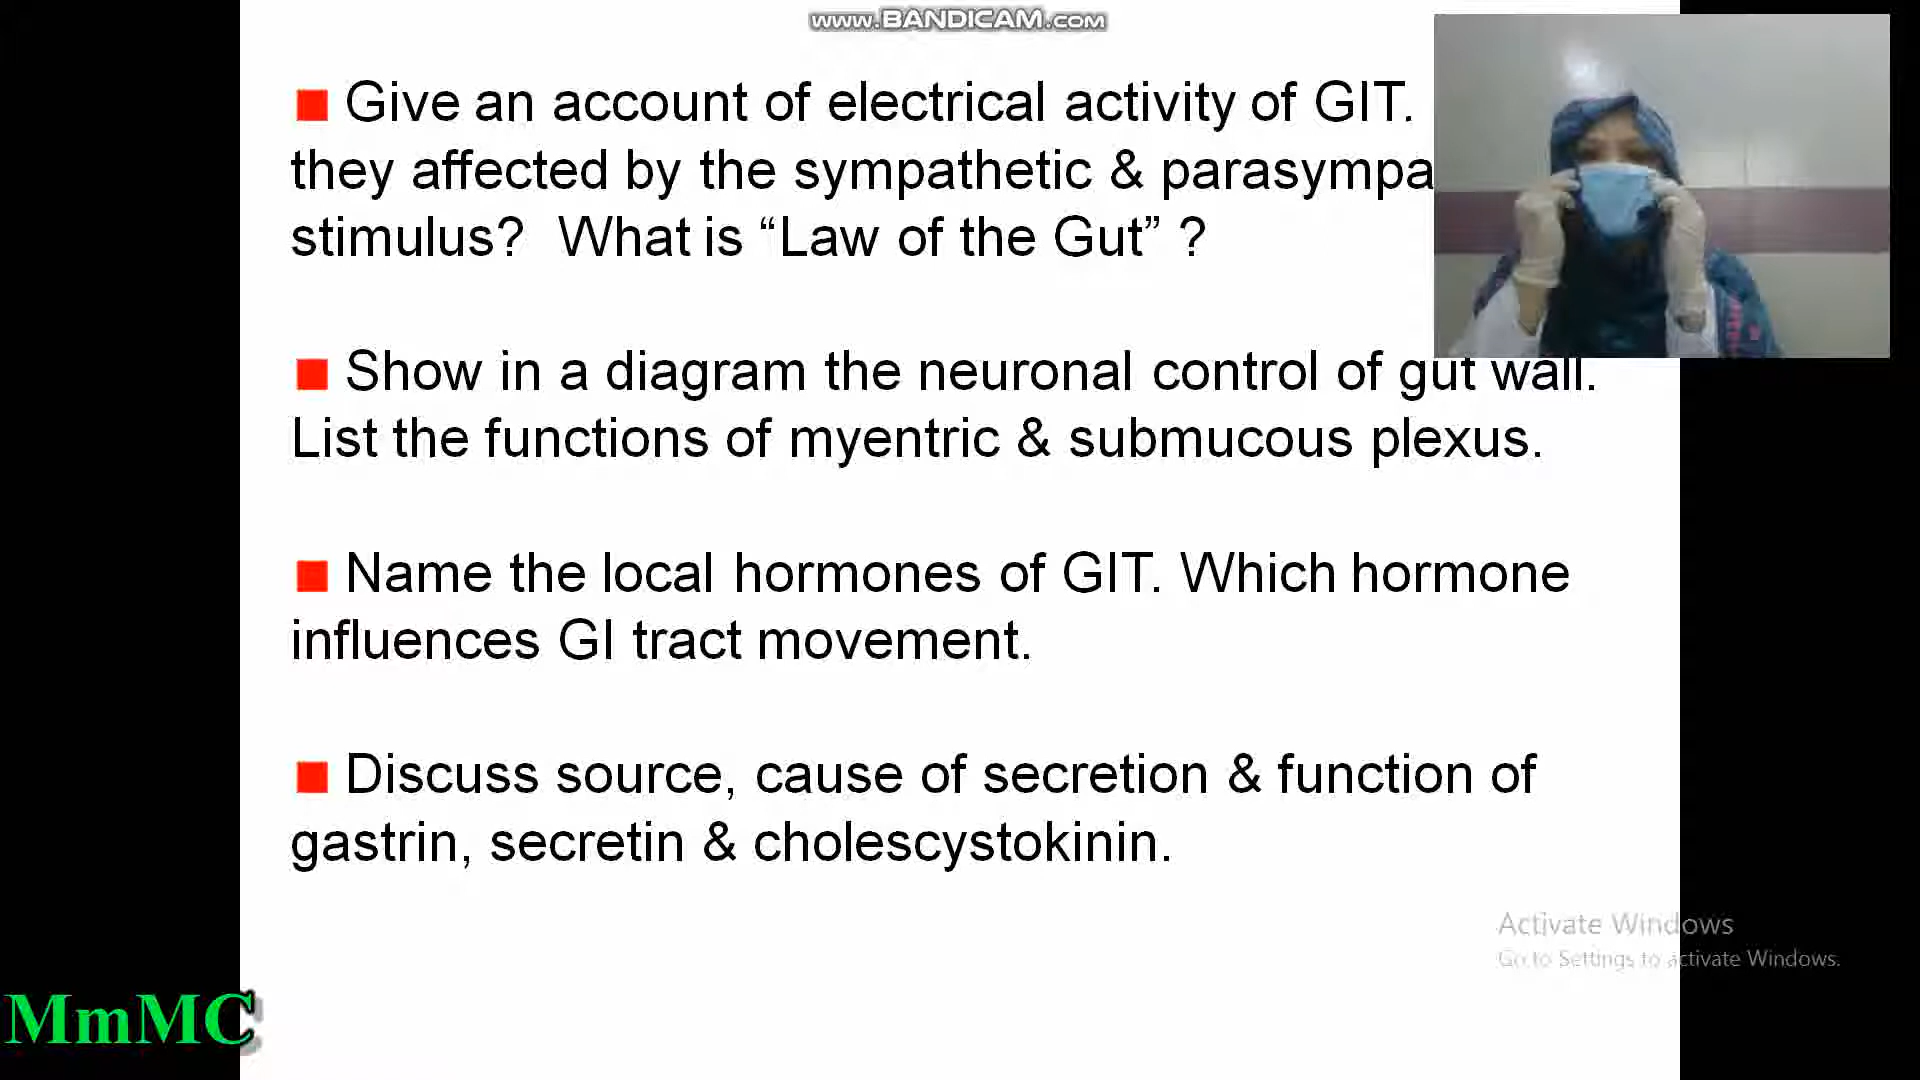 www.BANDICAM.com
Give an account of electrical activity of GIT.
they affected by the sympathetic & parasympa
stimulus? What is “Law of the Gut” ?
Show in a diagram the neuronal control of gut wall.
List the functions of myentric & submucous plexus.
Name the local hormones of GIT. Which hormone
influences GI tract movement.
Discuss source, cause of secretion & function of
gastrin, secretin & cholescystokinin.
Activate Windows
Go to Settings to activate Windows.
MmMC